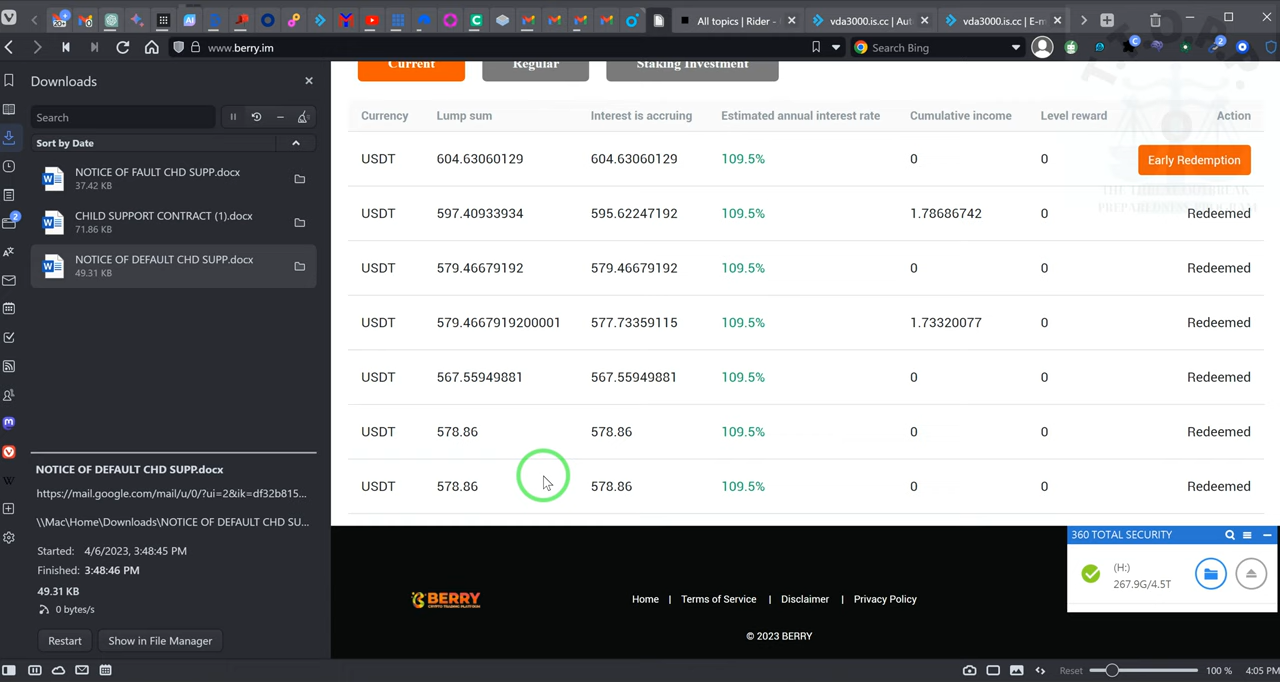 All topics | Rider -
vda3000.is.cc | Aut
vda3000.is.cc | E-m
www.berry.im
Search Bing
Downloads
Search
Sort by Date
NOTICE OF FAULT CHD SUPP.docx
37.42 KB
CHILD SUPPORT CONTRACT (1).docx
71.86 KB
NOTICE OF DEFAULT CHD SUPP.docx
49.31 KB
NOTICE OF DEFAULT CHD SUPP.docx
https://mail.google.com/mail/u/0/?ui=2&ik=df32b815...
\\Mac\Home\Downloads\NOTICE OF DEFAULT CHD SU...
Started: 4/6/2023, 3:48:45 PM
Finished: 3:48:46 PM
49.31 KB
0 bytes/s
Restart Show in File Manager
Current Regular Staking Investment
Currency Lump sum Interest is accruing Estimated annual interest rate Cumulative income Level reward Action
USDT 604.63060129 604.63060129 109.5% 0 0 Early Redemption
USDT 597.40933934 595.62247192 109.5% 1.78686742 0 Redeemed
USDT 579.46679192 579.46679192 109.5% 0 0 Redeemed
USDT 579.4667919200001 577.73359115 109.5% 1.73320077 0 Redeemed
USDT 567.55949881 567.55949881 109.5% 0 0 Redeemed
USDT 578.86 578.86 109.5% 0 0 Redeemed
USDT 578.86 578.86 109.5% 0 0 Redeemed
360 TOTAL SECURITY
(H:)
267.9G/4.5T
BERRY
CRYPTO TRADING PLATFORM
Home | Terms of Service | Disclaimer | Privacy Policy
© 2023 BERRY
Reset 100 % 4:05 PM